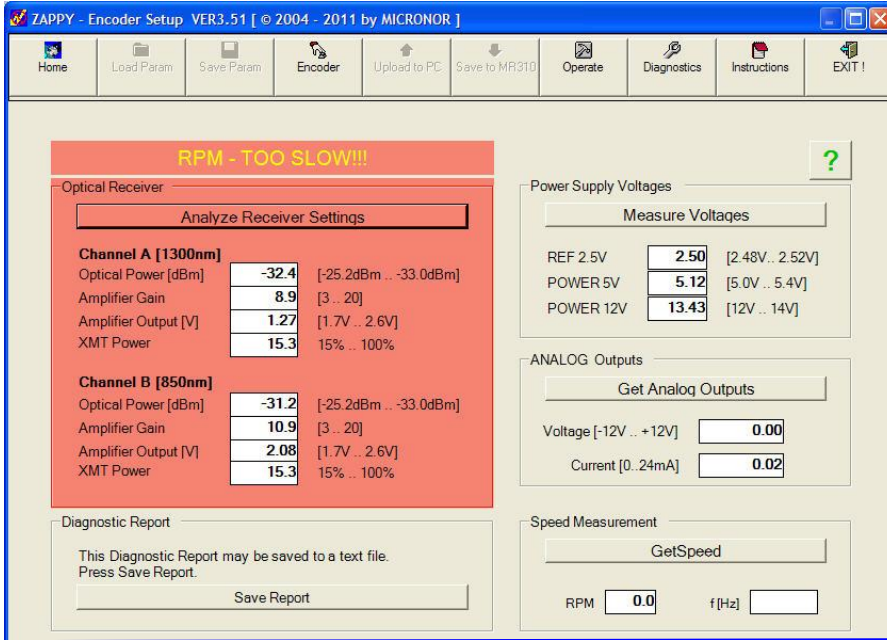 ZAPPY - Encoder Setup VER3.51 [ © 2004 - 2011 by MICRONOR ]
Home Load Param Save Param Encoder Upload to PC Save to MR310 Operate Diagnostics Instructions EXIT !
RPM - TOO SLOW!!!
?
Optical Receiver
Analyze Receiver Settings
Channel A [1300nm]
Optical Power [dBm] -32.4 [-25.2dBm .. -33.0dBm]
Amplifier Gain 8.9 [3 .. 20]
Amplifier Output [V] 1.27 [1.7V .. 2.6V]
XMT Power 15.3 15% .. 100%
Channel B [850nm]
Optical Power [dBm] -31.2 [-25.2dBm .. -33.0dBm]
Amplifier Gain 10.9 [3 .. 20]
Amplifier Output [V] 2.08 [1.7V .. 2.6V]
XMT Power 15.3 15% .. 100%
Diagnostic Report
This Diagnostic Report may be saved to a text file.
Press Save Report.
Save Report
Power Supply Voltages
Measure Voltages
REF 2.5V 2.50 [2.48V.. 2.52V]
POWER 5V 5.12 [5.0V .. 5.4V]
POWER 12V 13.43 [12V .. 14V]
ANALOG Outputs
Get Analog Outputs
Voltage [-12V .. +12V] 0.00
Current [0..24mA] 0.02
Speed Measurement
GetSpeed
RPM 0.0 f [Hz]